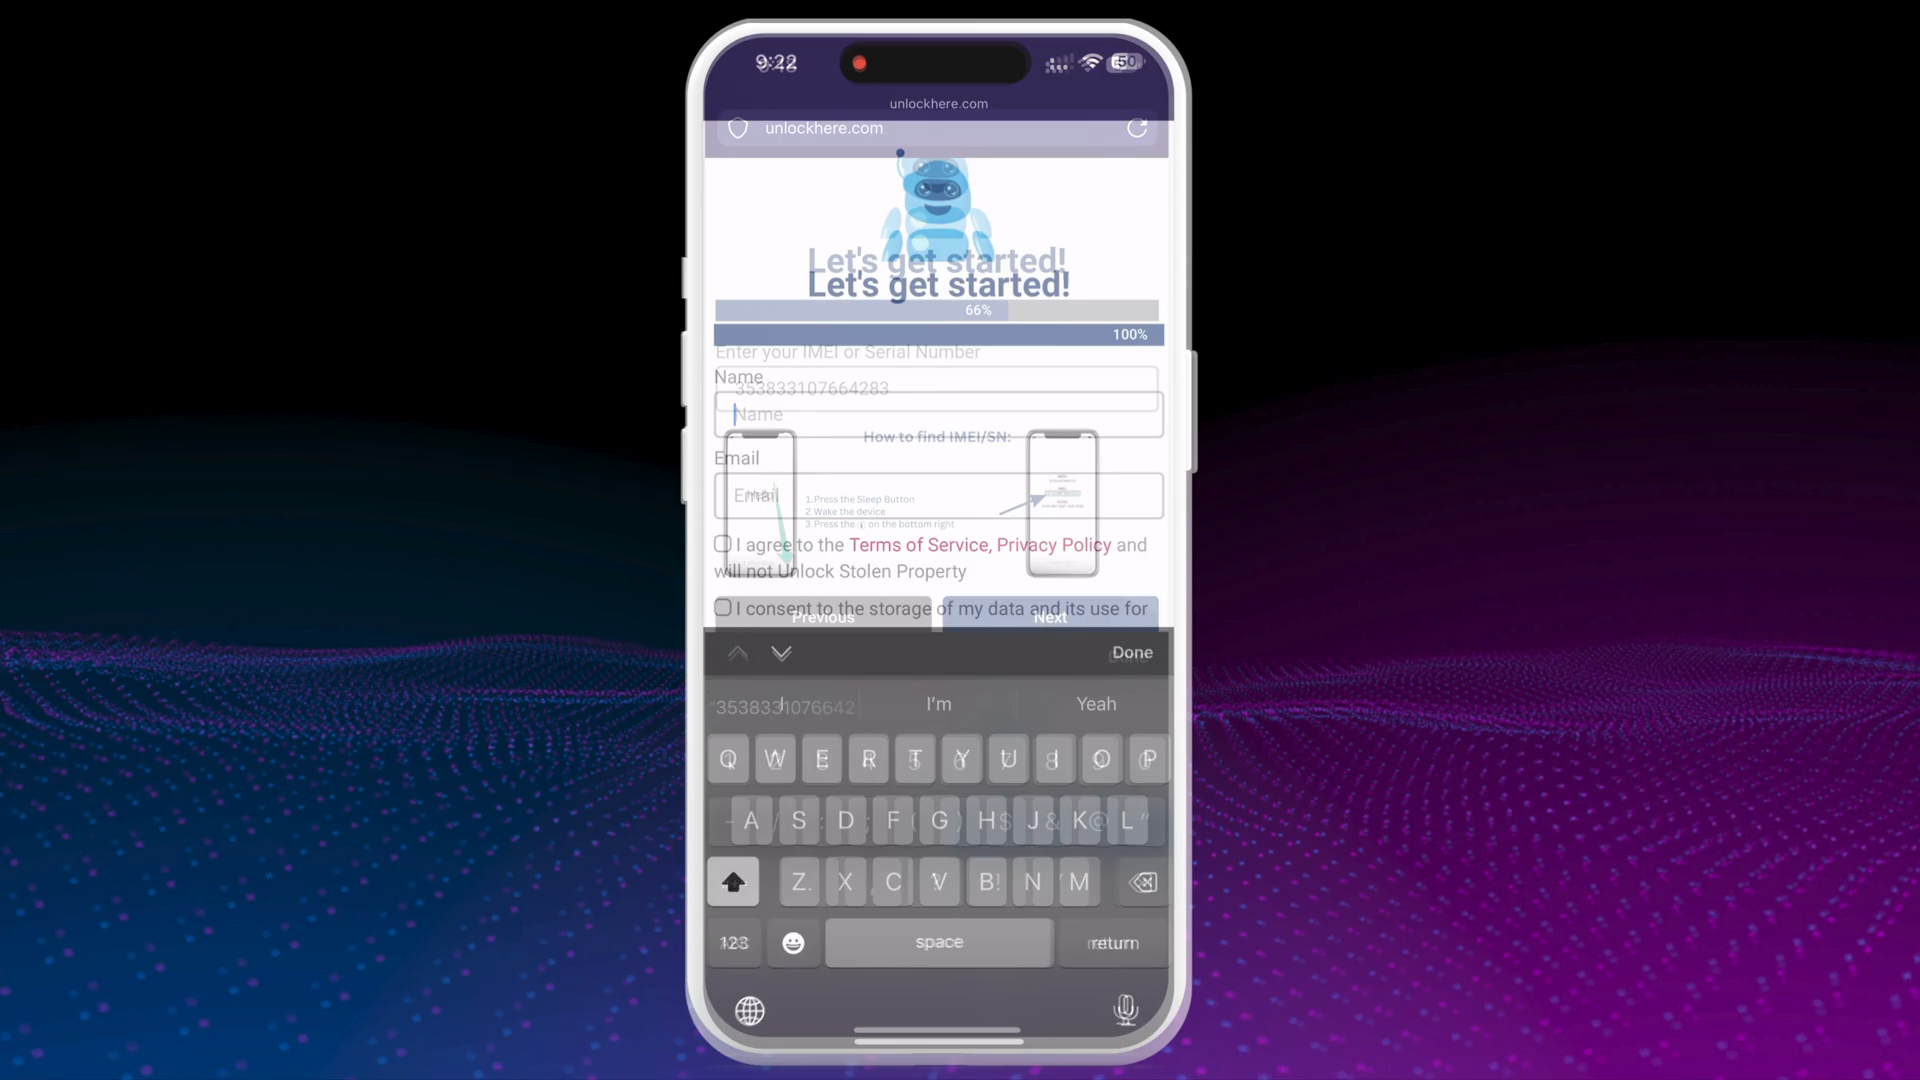 9:22
50
unlockhere.com
unlockhere.com
Let's get started!
Let's get started!
66%
100%
Enter your IMEI or Serial Number
Name
353833107664283
Name
How to find IMEI/SN:
Email
Email
1.Press the Sleep Button
2.Wake the device
3.Press the i on the bottom right
I agree to the Terms of Service, Privacy Policy and
will not Unlock Stolen Property
I consent to the storage of my data and its use for
Previous
Next
Done
"3538331076642
I
I'm
Yeah
Q W E R T Y U I O P
A S D F G H J K L
Z X C V B N M
123
space
return